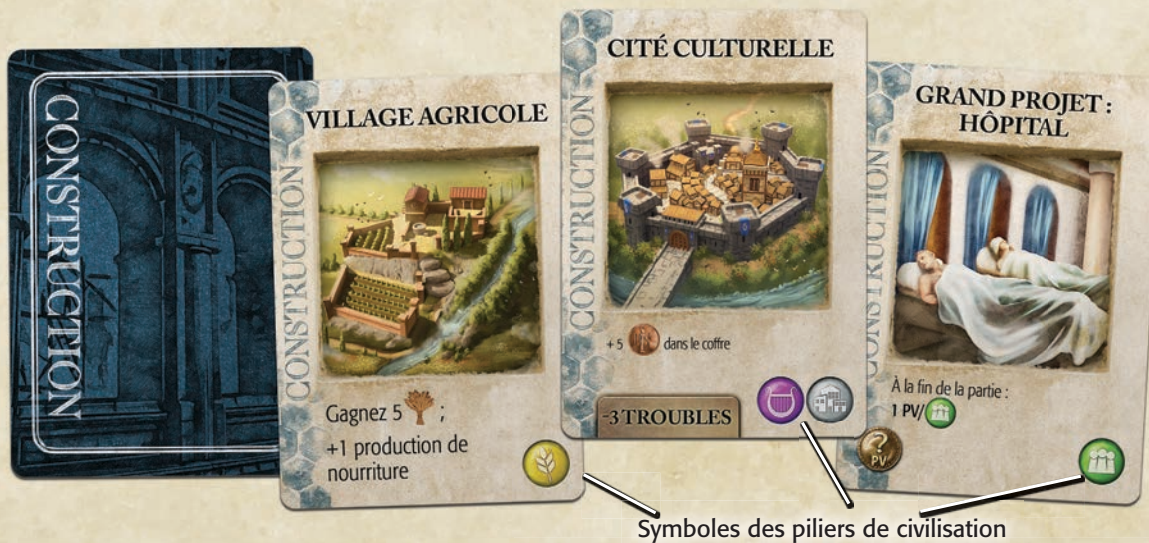 CONSTRUCTION
CONSTRUCTION
VILLAGE AGRICOLE
Gagnez 5 ;
+1 production de
nourriture
CONSTRUCTION
CITÉ CULTURELLE
+ 5 dans le coffre
-3 TROUBLES
CONSTRUCTION
GRAND PROJET :
HÔPITAL
À la fin de la partie :
1 PV/
?
PV
Symboles des piliers de civilisation